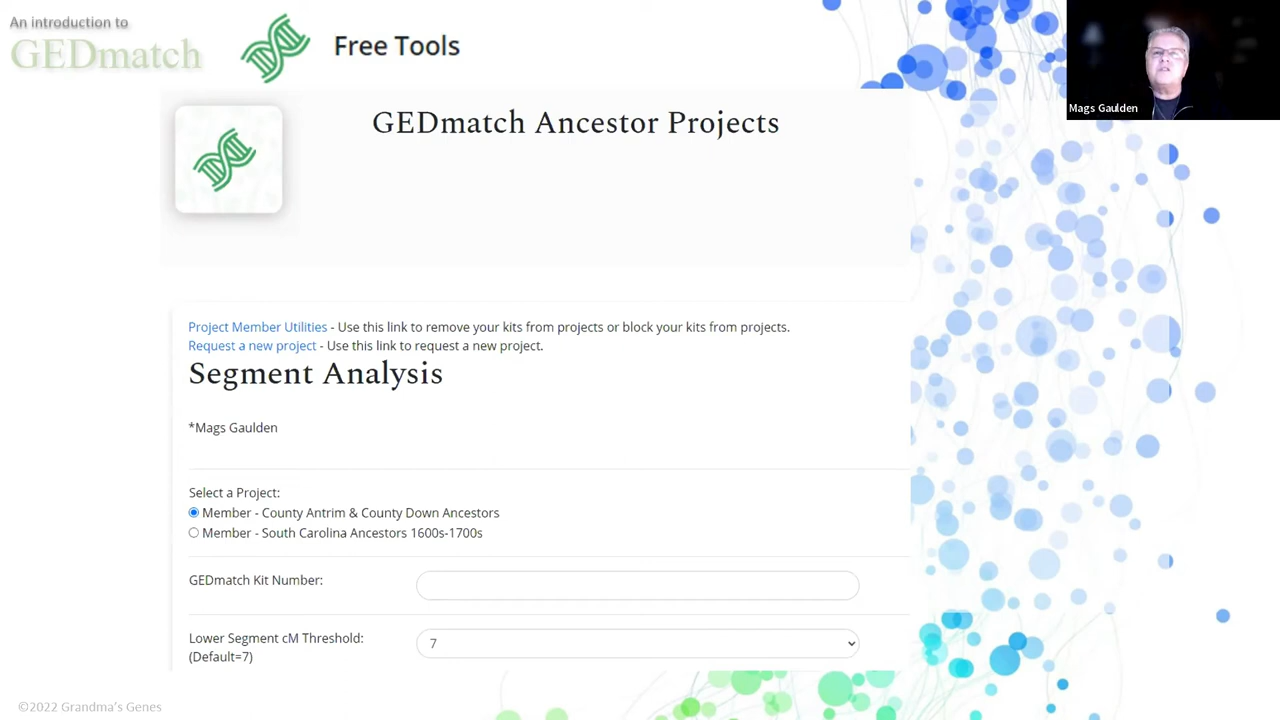 An introduction to
GEDmatch
Free Tools
Mags Gaulden
GEDmatch Ancestor Projects
Project Member Utilities - Use this link to remove your kits from projects or block your kits from projects.
Request a new project - Use this link to request a new project.
Segment Analysis
*Mags Gaulden
Select a Project:
Member - County Antrim & County Down Ancestors
Member - South Carolina Ancestors 1600s-1700s
GEDmatch Kit Number:
Lower Segment cM Threshold:
(Default=7)
7
©2022 Grandma's Genes